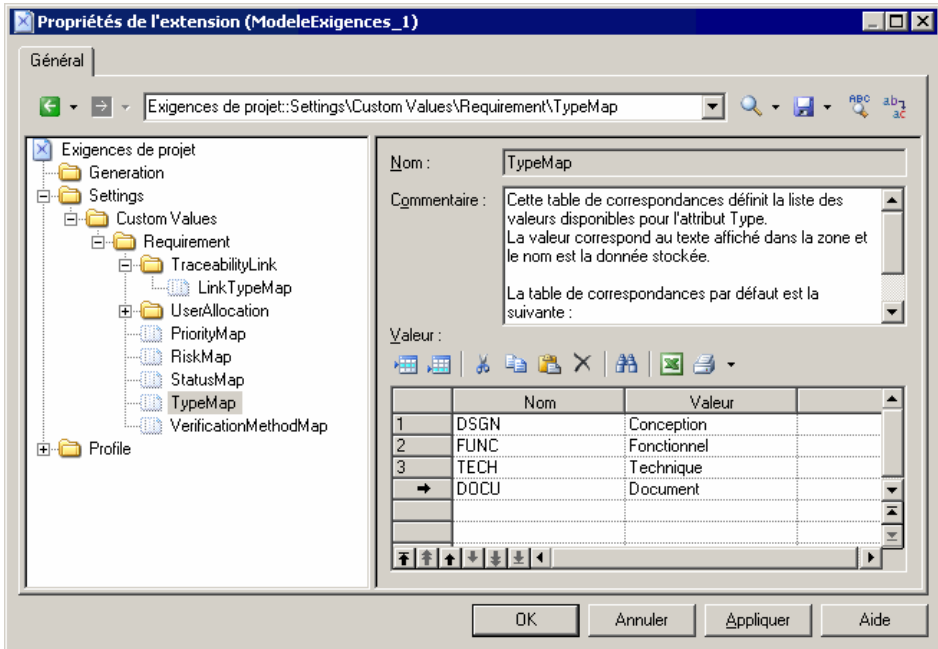 Propriétés de l'extension (ModeleExigences_1)
Général
Exigences de projet::Settings\Custom Values\Requirement\TypeMap
ABC
ab
ac
Exigences de projet
Generation
Settings
Custom Values
Requirement
TraceabilityLink
LinkTypeMap
UserAllocation
PriorityMap
RiskMap
StatusMap
TypeMap
VerificationMethodMap
Profile
Nom :
TypeMap
Commentaire :
Cette table de correspondances définit la liste des
valeurs disponibles pour l'attribut Type.
La valeur correspond au texte affiché dans la zone et
le nom est la donnée stockée.
La table de correspondances par défaut est la
suivante :
Valeur :
Nom Valeur
1 DSGN Conception
2 FUNC Fonctionnel
3 TECH Technique
DOCU Document
OK Annuler Appliquer Aide